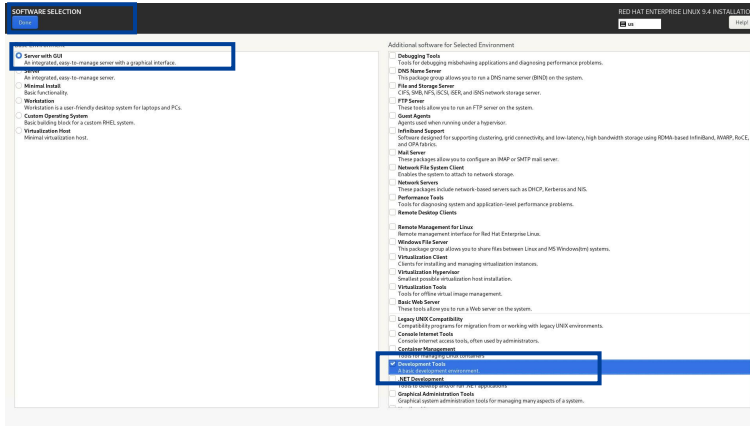 SOFTWARE SELECTION
Done
RED HAT ENTERPRISE LINUX 9.4 INSTALLATIO
us
Help!
Base Environment
Server with GUI
An integrated, easy-to-manage server with a graphical interface.
Server
An integrated, easy-to-manage server.
Minimal Install
Basic functionality.
Workstation
Workstation is a user-friendly desktop system for laptops and PCs.
Custom Operating System
Basic building block for a custom RHEL system.
Virtualization Host
Minimal virtualization host.
Additional software for Selected Environment
Debugging Tools
Tools for debugging misbehaving applications and diagnosing performance problems.
DNS Name Server
This package group allows you to run a DNS name server (BIND) on the system.
File and Storage Server
CIFS, SMB, NFS, iSCSI, iSER, and iSNS network storage server.
FTP Server
These tools allow you to run an FTP server on the system.
Guest Agents
Agents used when running under a hypervisor.
Infiniband Support
Software designed for supporting clustering, grid connectivity, and low-latency, high bandwidth storage using RDMA-based InfiniBand, iWARP, RoCE,
and OPA fabrics.
Mail Server
These packages allow you to configure an IMAP or SMTP mail server.
Network File System Client
Enables the system to attach to network storage.
Network Servers
These packages include network-based servers such as DHCP, Kerberos and NIS.
Performance Tools
Tools for diagnosing system and application-level performance problems.
Remote Desktop Clients
Remote Management for Linux
Remote management interface for Red Hat Enterprise Linux.
Windows File Server
This package group allows you to share files between Linux and MS Windows(tm) systems.
Virtualization Client
Clients for installing and managing virtualization instances.
Virtualization Hypervisor
Smallest possible virtualization host installation.
Virtualization Tools
Tools for offline virtual image management.
Basic Web Server
These tools allow you to run a Web server on the system.
Legacy UNIX Compatibility
Compatibility programs for migration from or working with legacy UNIX environments.
Console Internet Tools
Console internet access tools, often used by administrators.
Container Management
Tools for managing Linux containers
Development Tools
A basic development environment.
.NET Development
Tools to develop and/or run .NET applications
Graphical Administration Tools
Graphical system administration tools for managing many aspects of a system.